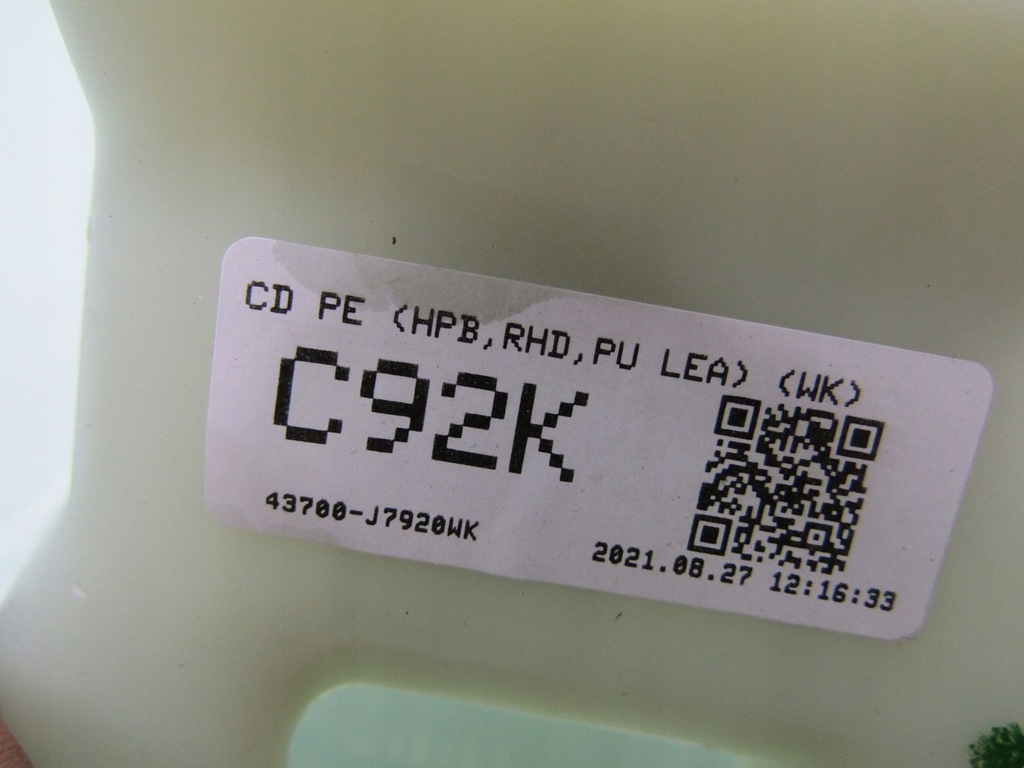 CD PE (HPB,RHD,PU LEA) (WK)
C92K
43700-J7920WK
2021.08.27 12:16:33